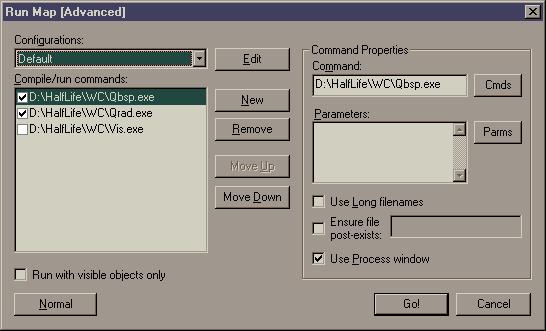 Run Map [Advanced]
Configurations:
Default
Edit
Compile/run commands:
D:\HalfLife\WC\Qbsp.exe
D:\HalfLife\WC\Qrad.exe
D:\HalfLife\WC\Vis.exe
New
Remove
Move Up
Move Down
Run with visible objects only
Normal
Command Properties
Command:
D:\HalfLife\WC\Qbsp.exe
Cmds
Parameters:
Parms
Use Long filenames
Ensure file
post-exists:
Use Process window
Go!
Cancel